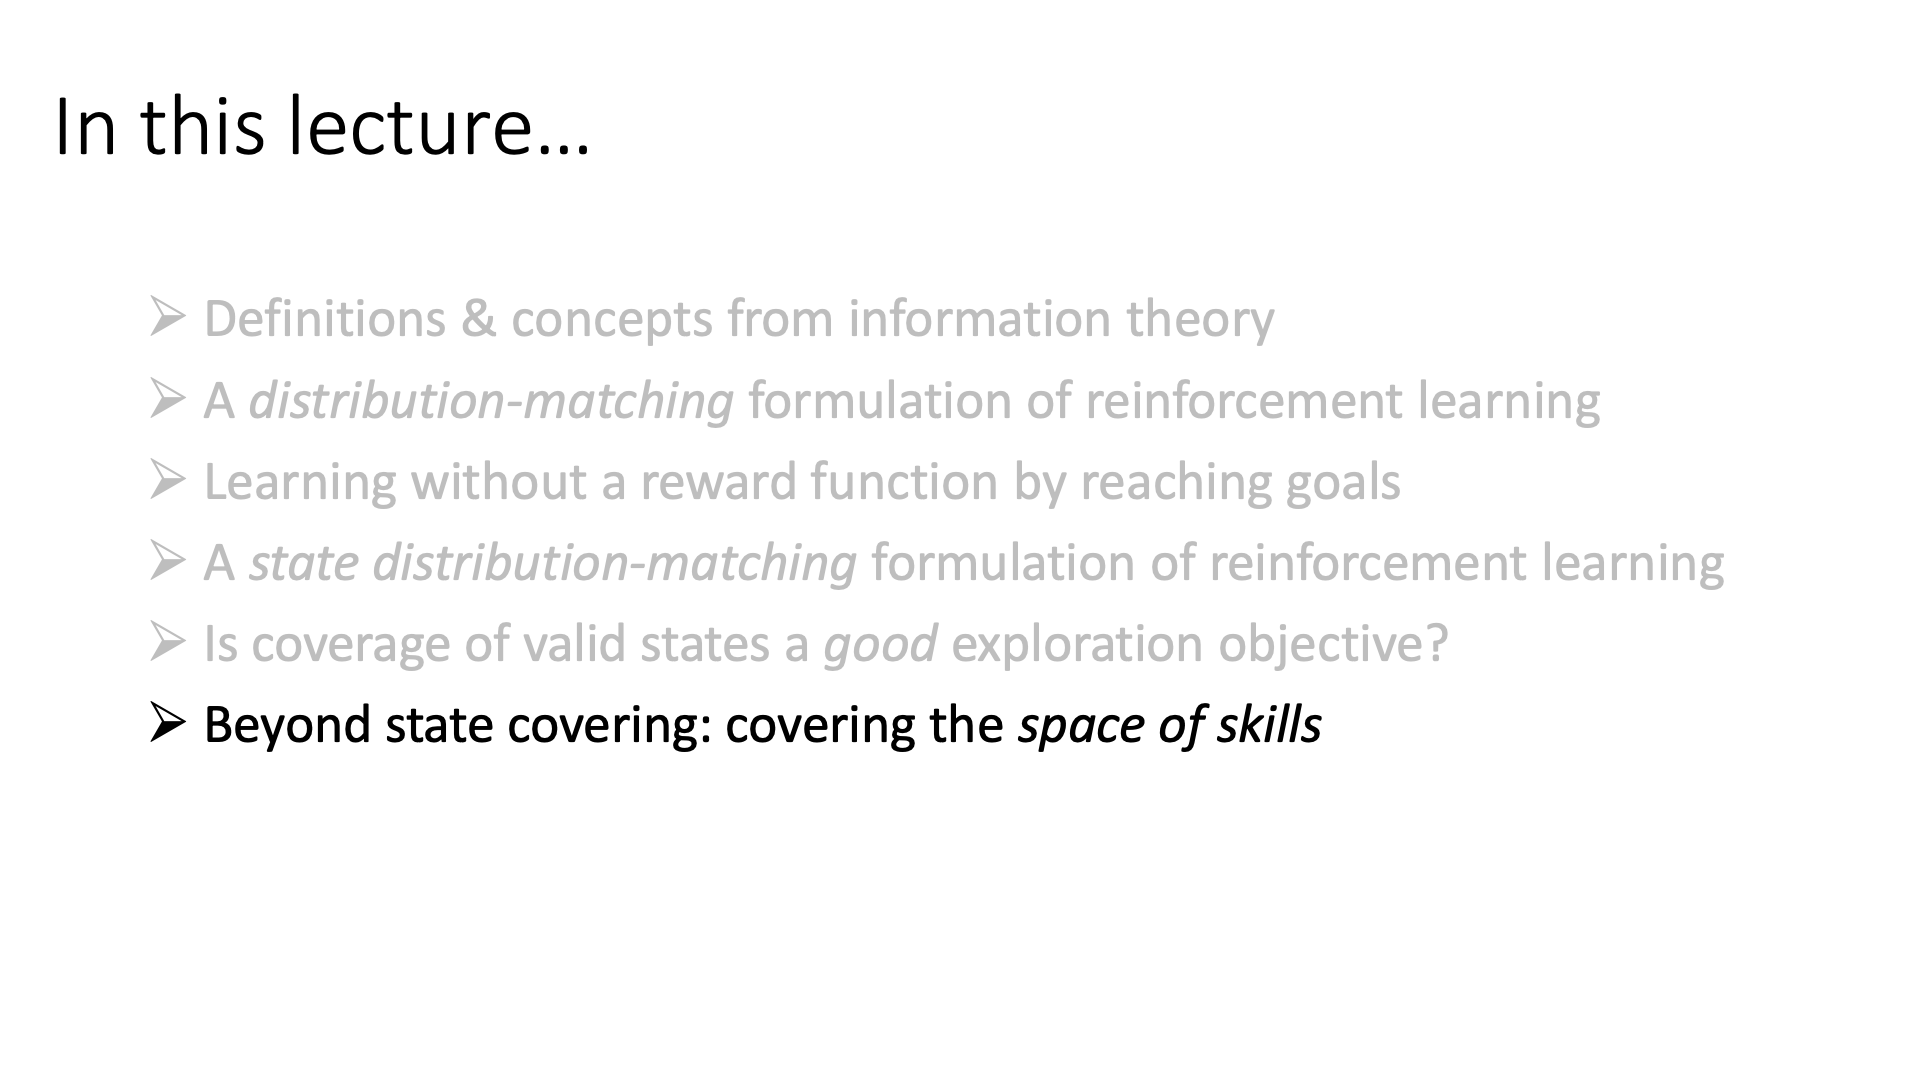 In this lecture…
➢ Definitions & concepts from information theory
➢ A distribution-matching formulation of reinforcement learning
➢ Learning without a reward function by reaching goals
➢ A state distribution-matching formulation of reinforcement learning
➢ Is coverage of valid states a good exploration objective?
➢ Beyond state covering: covering the space of skills